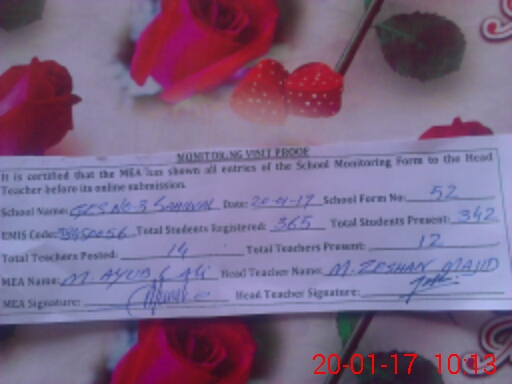 MONITORING VISIT PROOF
It is certified that the MEA has shown all entries of the School Monitoring Form to the Head
Teacher before its online submission.
School Name: GES No-3 Date: 20-01-17 School Form No: 52
EMIS Code: Total Students Registered: 365 Total Students Present: 342
Total Teachers Posted: 14 Total Teachers Present: 12
MEA Name: M. AYUB Ali Head Teacher Name: M. ZESHAN MAJID
MEA Signature: Head Teacher Signature:
20-01-17 10:13